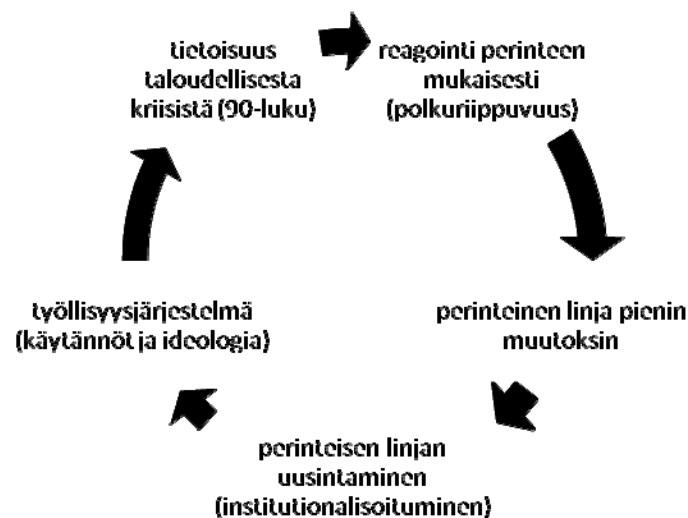 tietoisuus
taloudellisesta
kriisistä (90-luku)
reagointi perinteen
mukaisesti
(polkuriippuvuus)
perinteinen linja pienin
muutoksin
perinteisen linjan
uusintaminen
(institutionalisoituminen)
työllisyysjärjestelmä
(käytännöt ja ideologia)